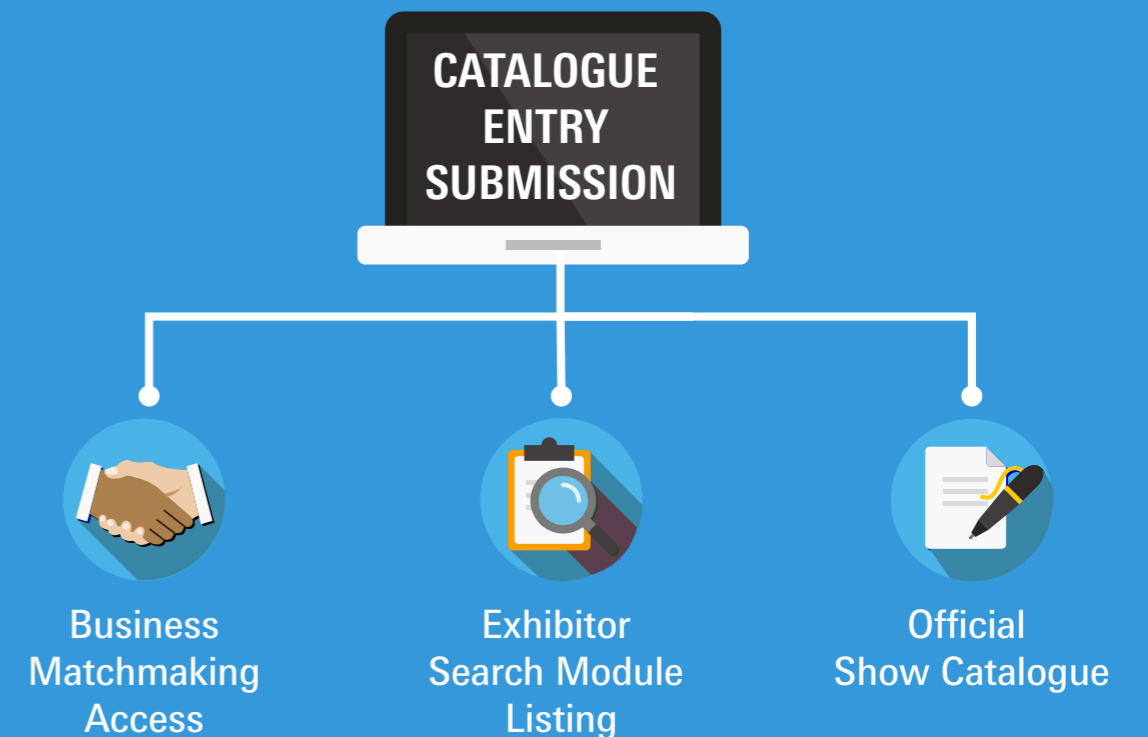 CATALOGUE
ENTRY
SUBMISSION
Business
Matchmaking
Access
Exhibitor
Search Module
Listing
Official
Show Catalogue